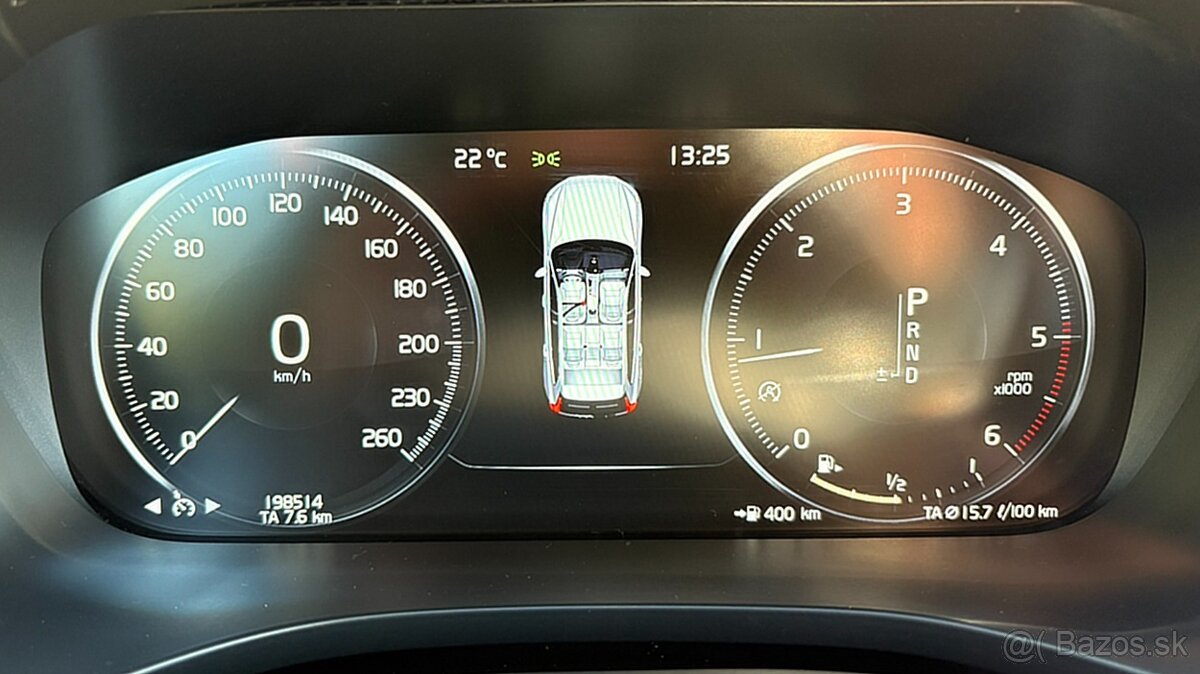 22 °C 13:25
0 20 40 60 80 100 120 140 160 180 200 230 260
0
km/h
198514
TA 7.6 km
0 1 2 3 4 5 6
P
R
N
± D
rpm
x1000
1/2 1
400 km
TA Ø 15.7 ℓ/100 km
@( Bazos.sk